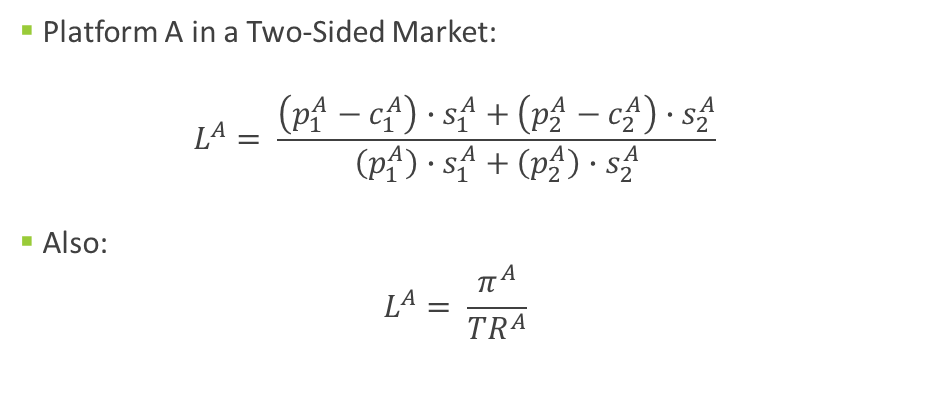 ▪ Platform A in a Two-Sided Market:
L^A = ((p_1^A − c_1^A) · s_1^A + (p_2^A − c_2^A) · s_2^A) / ((p_1^A) · s_1^A + (p_2^A) · s_2^A)
▪ Also:
L^A = π^A / TR^A